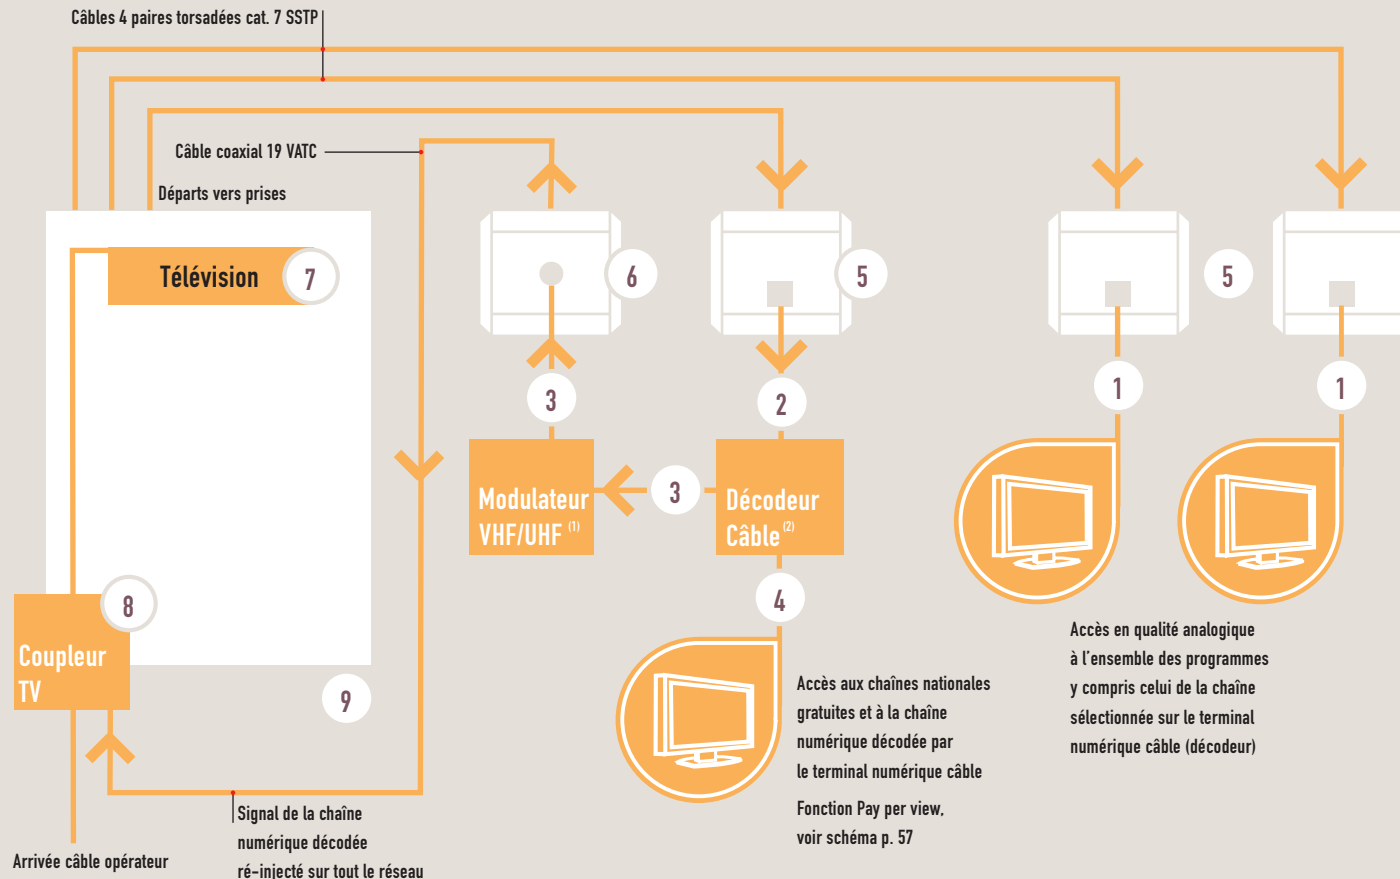 Câbles 4 paires torsadées cat. 7 SSTP
Câble coaxial 19 VATC
Départs vers prises
Télévision
7
6
5
5
3
2
1
1
Modulateur
VHF/UHF (1)
3
Décodeur
Câble (2)
4
8
Coupleur
TV
9
Accès en qualité analogique
à l'ensemble des programmes
y compris celui de la chaîne
sélectionnée sur le terminal
numérique câble (décodeur)
Accès aux chaînes nationales
gratuites et à la chaîne
numérique décodée par
le terminal numérique câble
Fonction Pay per view,
voir schéma p. 57
Signal de la chaîne
numérique décodée
ré-injecté sur tout le réseau
Arrivée câble opérateur